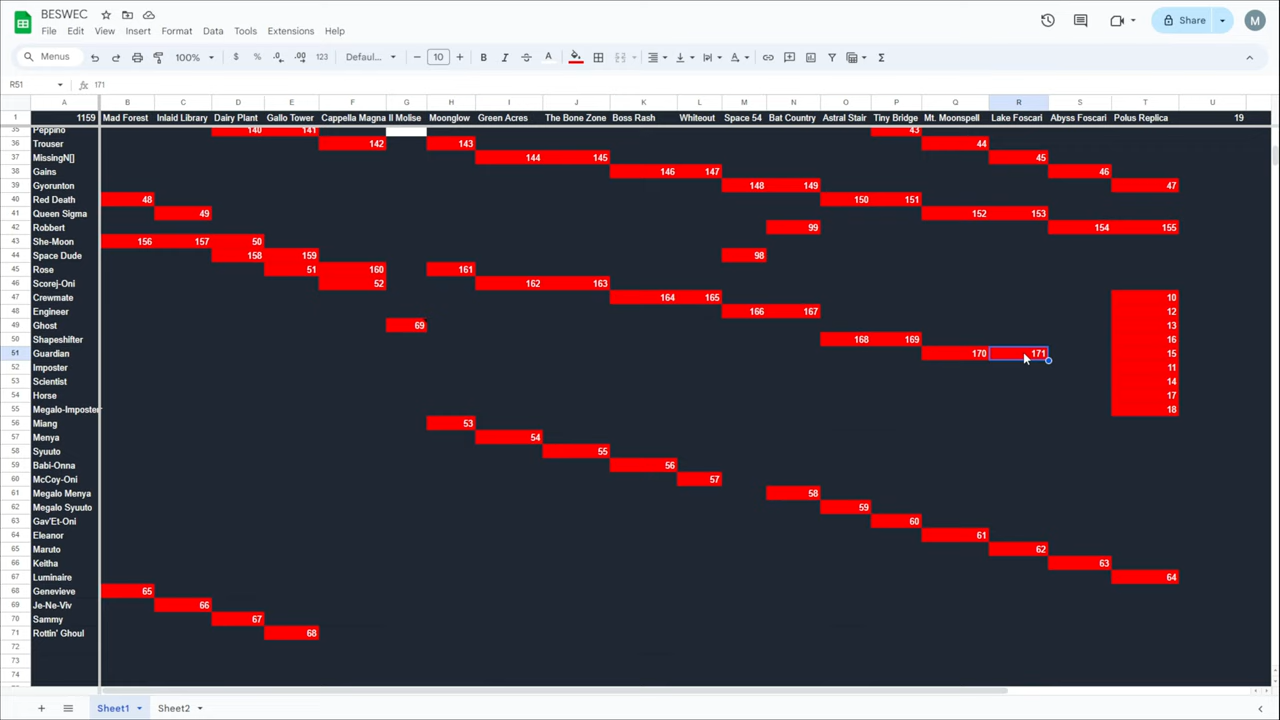 BESWEC
File Edit View Insert Format Data Tools Extensions Help
Share
M
Menus 100% $ % .0 .00 123 Defaul... 10 B I A Σ
R51 fx 171
A B C D E F G H I J K L M N O P Q R S T U
1 1159 Mad Forest Inlaid Library Dairy Plant Gallo Tower Cappella Magna Il Molise Moonglow Green Acres The Bone Zone Boss Rash Whiteout Space 54 Bat Country Astral Stair Tiny Bridge Mt. Moonspell Lake Foscari Abyss Foscari Polus Replica 19
35 Peppino 140 141 43
36 Trouser 142 143 44
37 MissingN[] 144 145 45
38 Gains 146 147 46
39 Gyorunton 148 149 47
40 Red Death 48 150 151
41 Queen Sigma 49 152 153
42 Robbert 99 154 155
43 She-Moon 156 157 50
44 Space Dude 158 159 98
45 Rose 51 160 161
46 Scorej-Oni 52 162 163
47 Crewmate 164 165 10
48 Engineer 166 167 12
49 Ghost 69 13
50 Shapeshifter 168 169 16
51 Guardian 170 171 15
52 Imposter 11
53 Scientist 14
54 Horse 17
55 Megalo-Imposter 18
56 Miang 53
57 Menya 54
58 Syuuto 55
59 Babi-Onna 56
60 McCoy-Oni 57
61 Megalo Menya 58
62 Megalo Syuuto 59
63 Gav'Et-Oni 60
64 Eleanor 61
65 Maruto 62
66 Keitha 63
67 Luminaire 64
68 Genevieve 65
69 Je-Ne-Viv 66
70 Sammy 67
71 Rottin' Ghoul 68
72
73
74
Sheet1 Sheet2